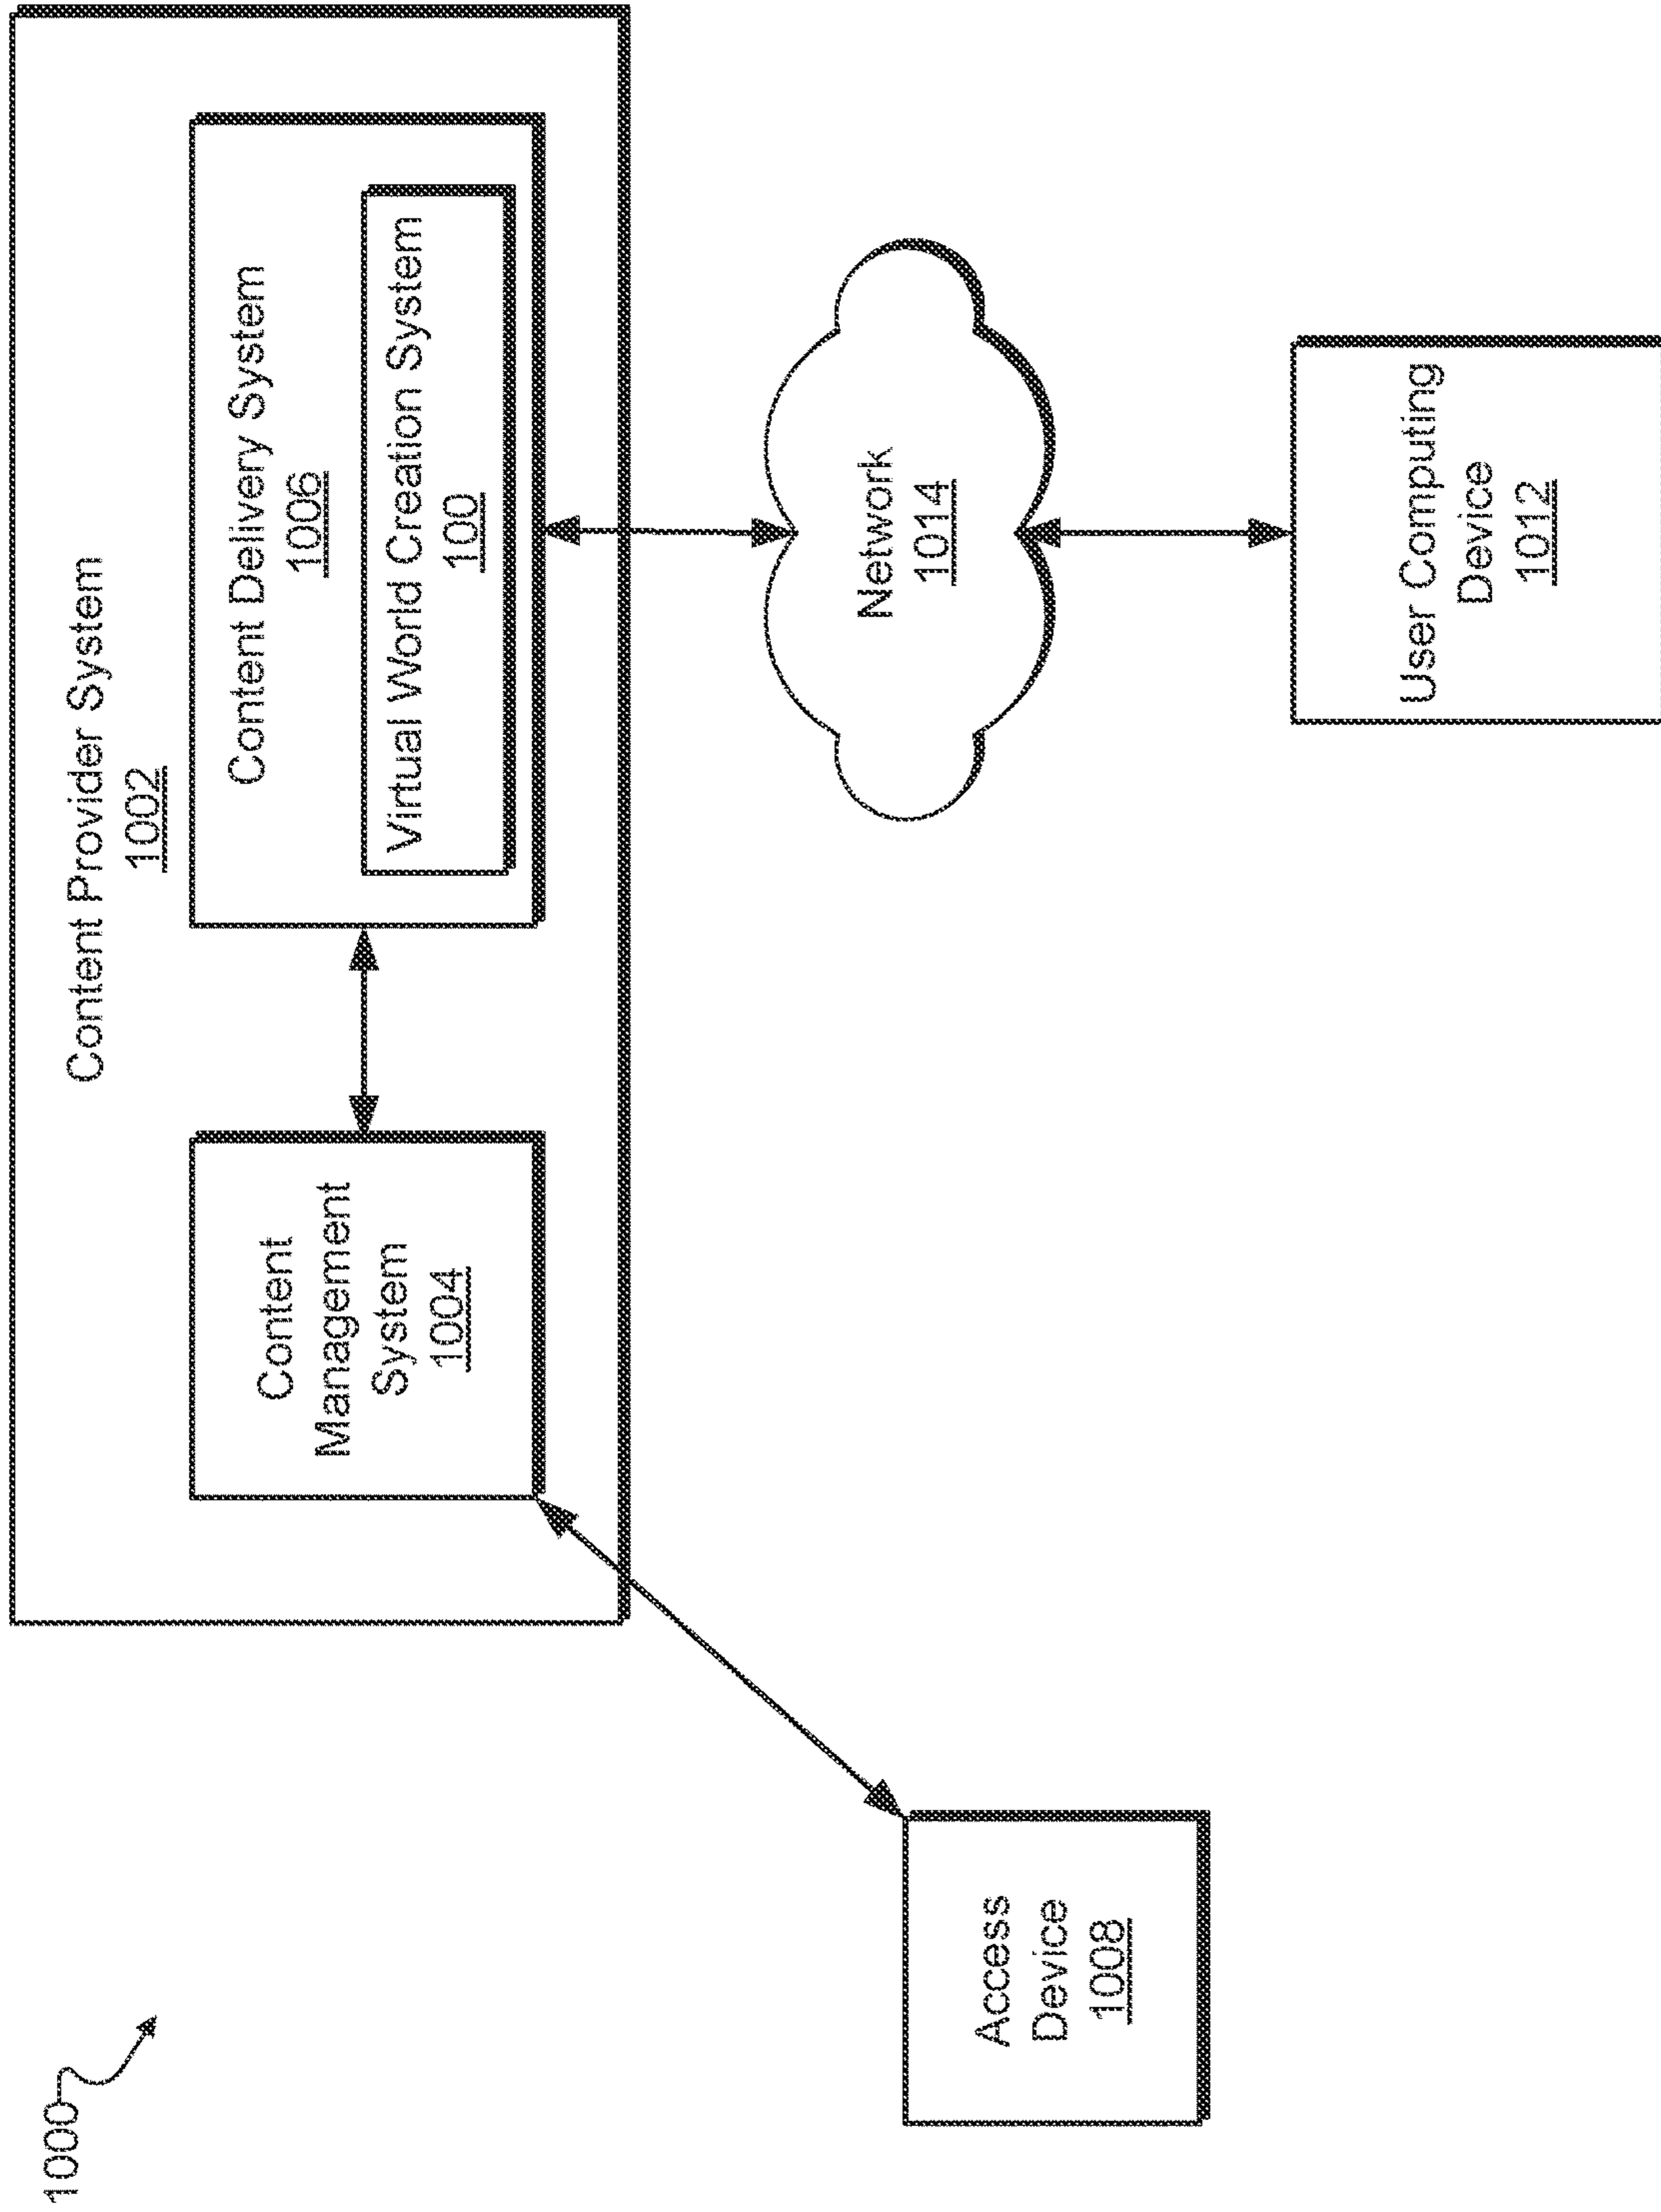 1000
Content Provider System
1002
Content
Management
System
1004
Content Delivery System
1006
Virtual World Creation System
100
Access
Device
1008
Network
1014
User Computing
Device
1012